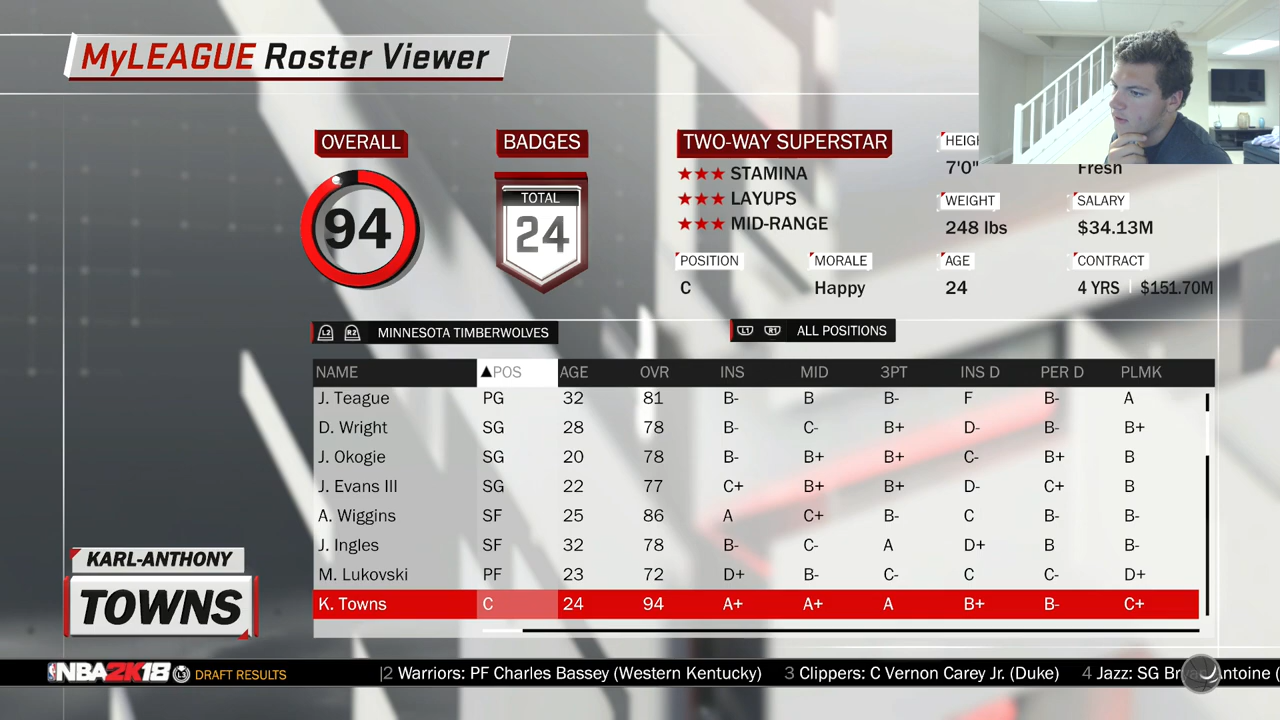 MyLEAGUE Roster Viewer
OVERALL
94
BADGES
TOTAL
24
TWO-WAY SUPERSTAR
★★★ STAMINA
★★★ LAYUPS
★★★ MID-RANGE
POSITION
C
MORALE
Happy
7'0"
Fresh
WEIGHT
248 lbs
SALARY
$34.13M
AGE
24
CONTRACT
4 YRS | $151.70M
L2 R2 MINNESOTA TIMBERWOLVES
L1 R1 ALL POSITIONS
NAME ▲POS AGE OVR INS MID 3PT INS D PER D PLMK
J. Teague PG 32 81 B- B B- F B- A
D. Wright SG 28 78 B- C- B+ D- B- B+
J. Okogie SG 20 78 B- B+ B+ C- B+ B
J. Evans III SG 22 77 C+ B+ B+ D- C+ B
A. Wiggins SF 25 86 A C+ B- C B- B-
J. Ingles SF 32 78 B- C- A D+ B B-
M. Lukovski PF 23 72 D+ B- C- C C- D+
K. Towns C 24 94 A+ A+ A B+ B- C+
KARL-ANTHONY
TOWNS
NBA2K18 DRAFT RESULTS |2 Warriors: PF Charles Bassey (Western Kentucky) 3 Clippers: C Vernon Carey Jr. (Duke) 4 Jazz: SG